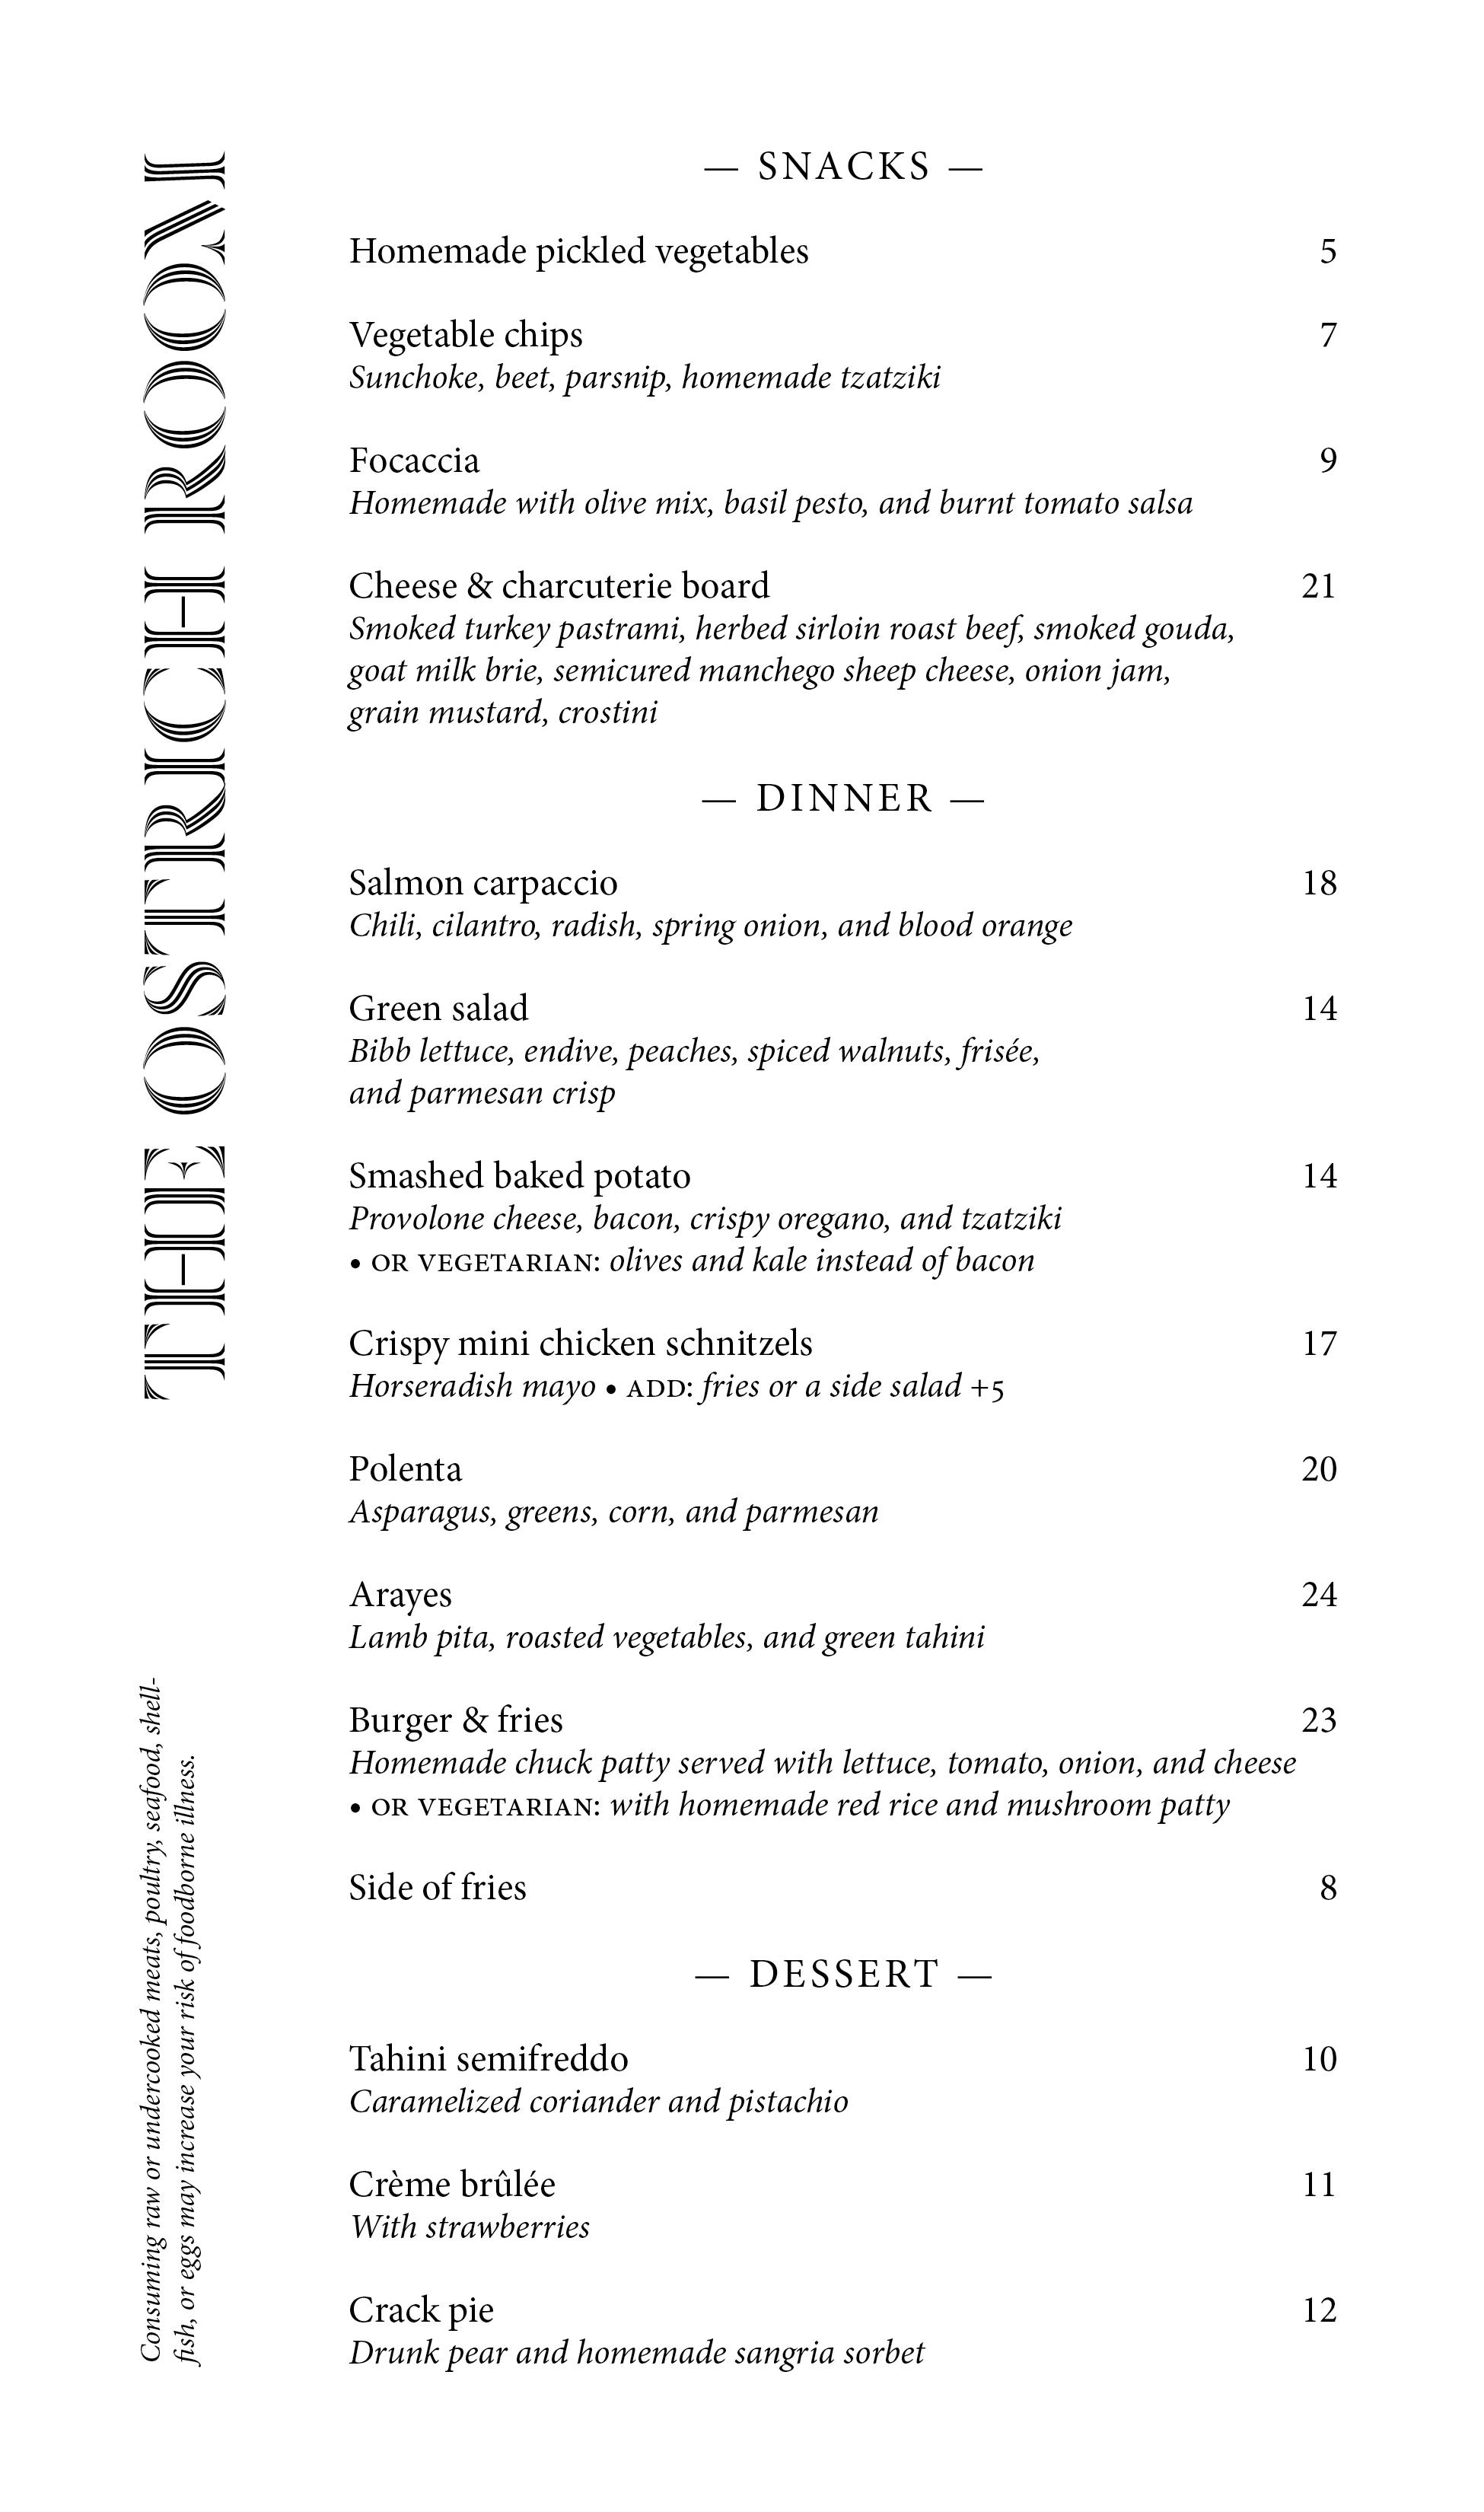 THE OSTRICH ROOM
— SNACKS —
Homemade pickled vegetables 5
Vegetable chips 7
Sunchoke, beet, parsnip, homemade tzatziki
Focaccia 9
Homemade with olive mix, basil pesto, and burnt tomato salsa
Cheese & charcuterie board 21
Smoked turkey pastrami, herbed sirloin roast beef, smoked gouda,
goat milk brie, semicured manchego sheep cheese, onion jam,
grain mustard, crostini
— DINNER —
Salmon carpaccio 18
Chili, cilantro, radish, spring onion, and blood orange
Green salad 14
Bibb lettuce, endive, peaches, spiced walnuts, frisée,
and parmesan crisp
Smashed baked potato 14
Provolone cheese, bacon, crispy oregano, and tzatziki
• OR VEGETARIAN: olives and kale instead of bacon
Crispy mini chicken schnitzels 17
Horseradish mayo • ADD: fries or a side salad +5
Polenta 20
Asparagus, greens, corn, and parmesan
Arayes 24
Lamb pita, roasted vegetables, and green tahini
Burger & fries 23
Homemade chuck patty served with lettuce, tomato, onion, and cheese
• OR VEGETARIAN: with homemade red rice and mushroom patty
Side of fries 8
— DESSERT —
Tahini semifreddo 10
Caramelized coriander and pistachio
Crème brûlée 11
With strawberries
Crack pie 12
Drunk pear and homemade sangria sorbet
Consuming raw or undercooked meats, poultry, seafood, shell-
fish, or eggs may increase your risk of foodborne illness.